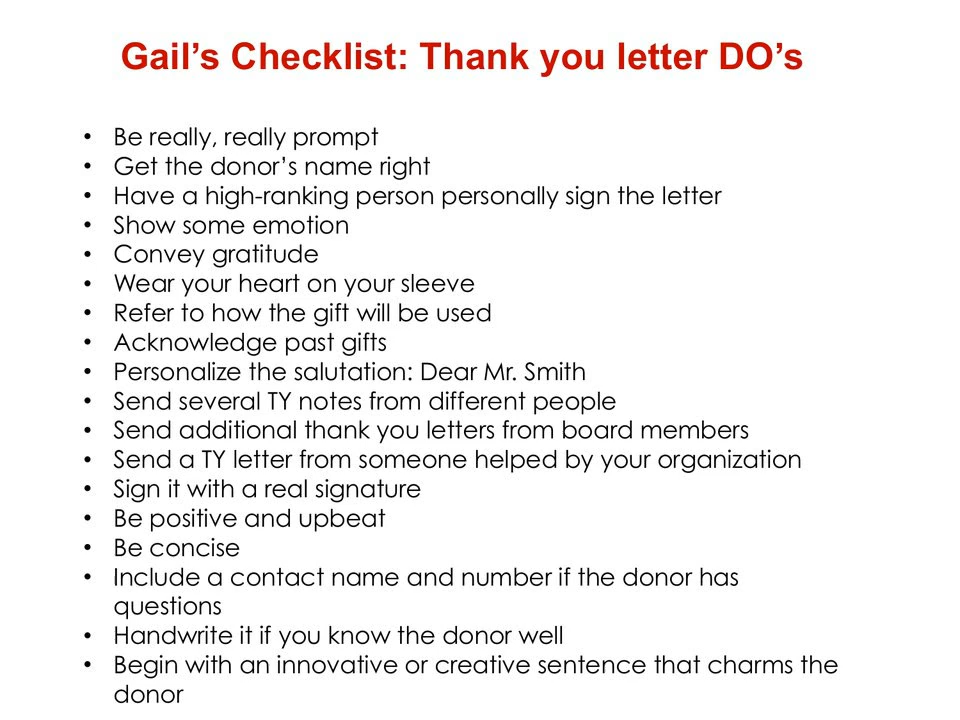 Gail’s Checklist: Thank you letter DO’s
• Be really, really prompt
• Get the donor’s name right
• Have a high-ranking person personally sign the letter
• Show some emotion
• Convey gratitude
• Wear your heart on your sleeve
• Refer to how the gift will be used
• Acknowledge past gifts
• Personalize the salutation: Dear Mr. Smith
• Send several TY notes from different people
• Send additional thank you letters from board members
• Send a TY letter from someone helped by your organization
• Sign it with a real signature
• Be positive and upbeat
• Be concise
• Include a contact name and number if the donor has
questions
• Handwrite it if you know the donor well
• Begin with an innovative or creative sentence that charms the
donor